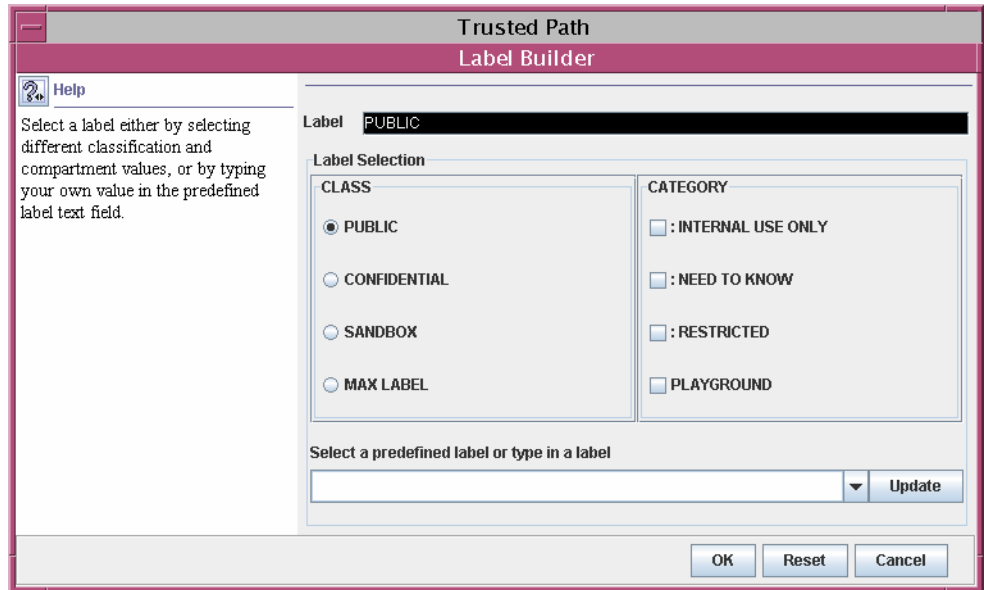 Trusted Path
Label Builder
Help
Select a label either by selecting
different classification and
compartment values, or by typing
your own value in the predefined
label text field.
Label PUBLIC
Label Selection
CLASS
PUBLIC
CONFIDENTIAL
SANDBOX
MAX LABEL
CATEGORY
: INTERNAL USE ONLY
: NEED TO KNOW
: RESTRICTED
PLAYGROUND
Select a predefined label or type in a label
Update
OK Reset Cancel